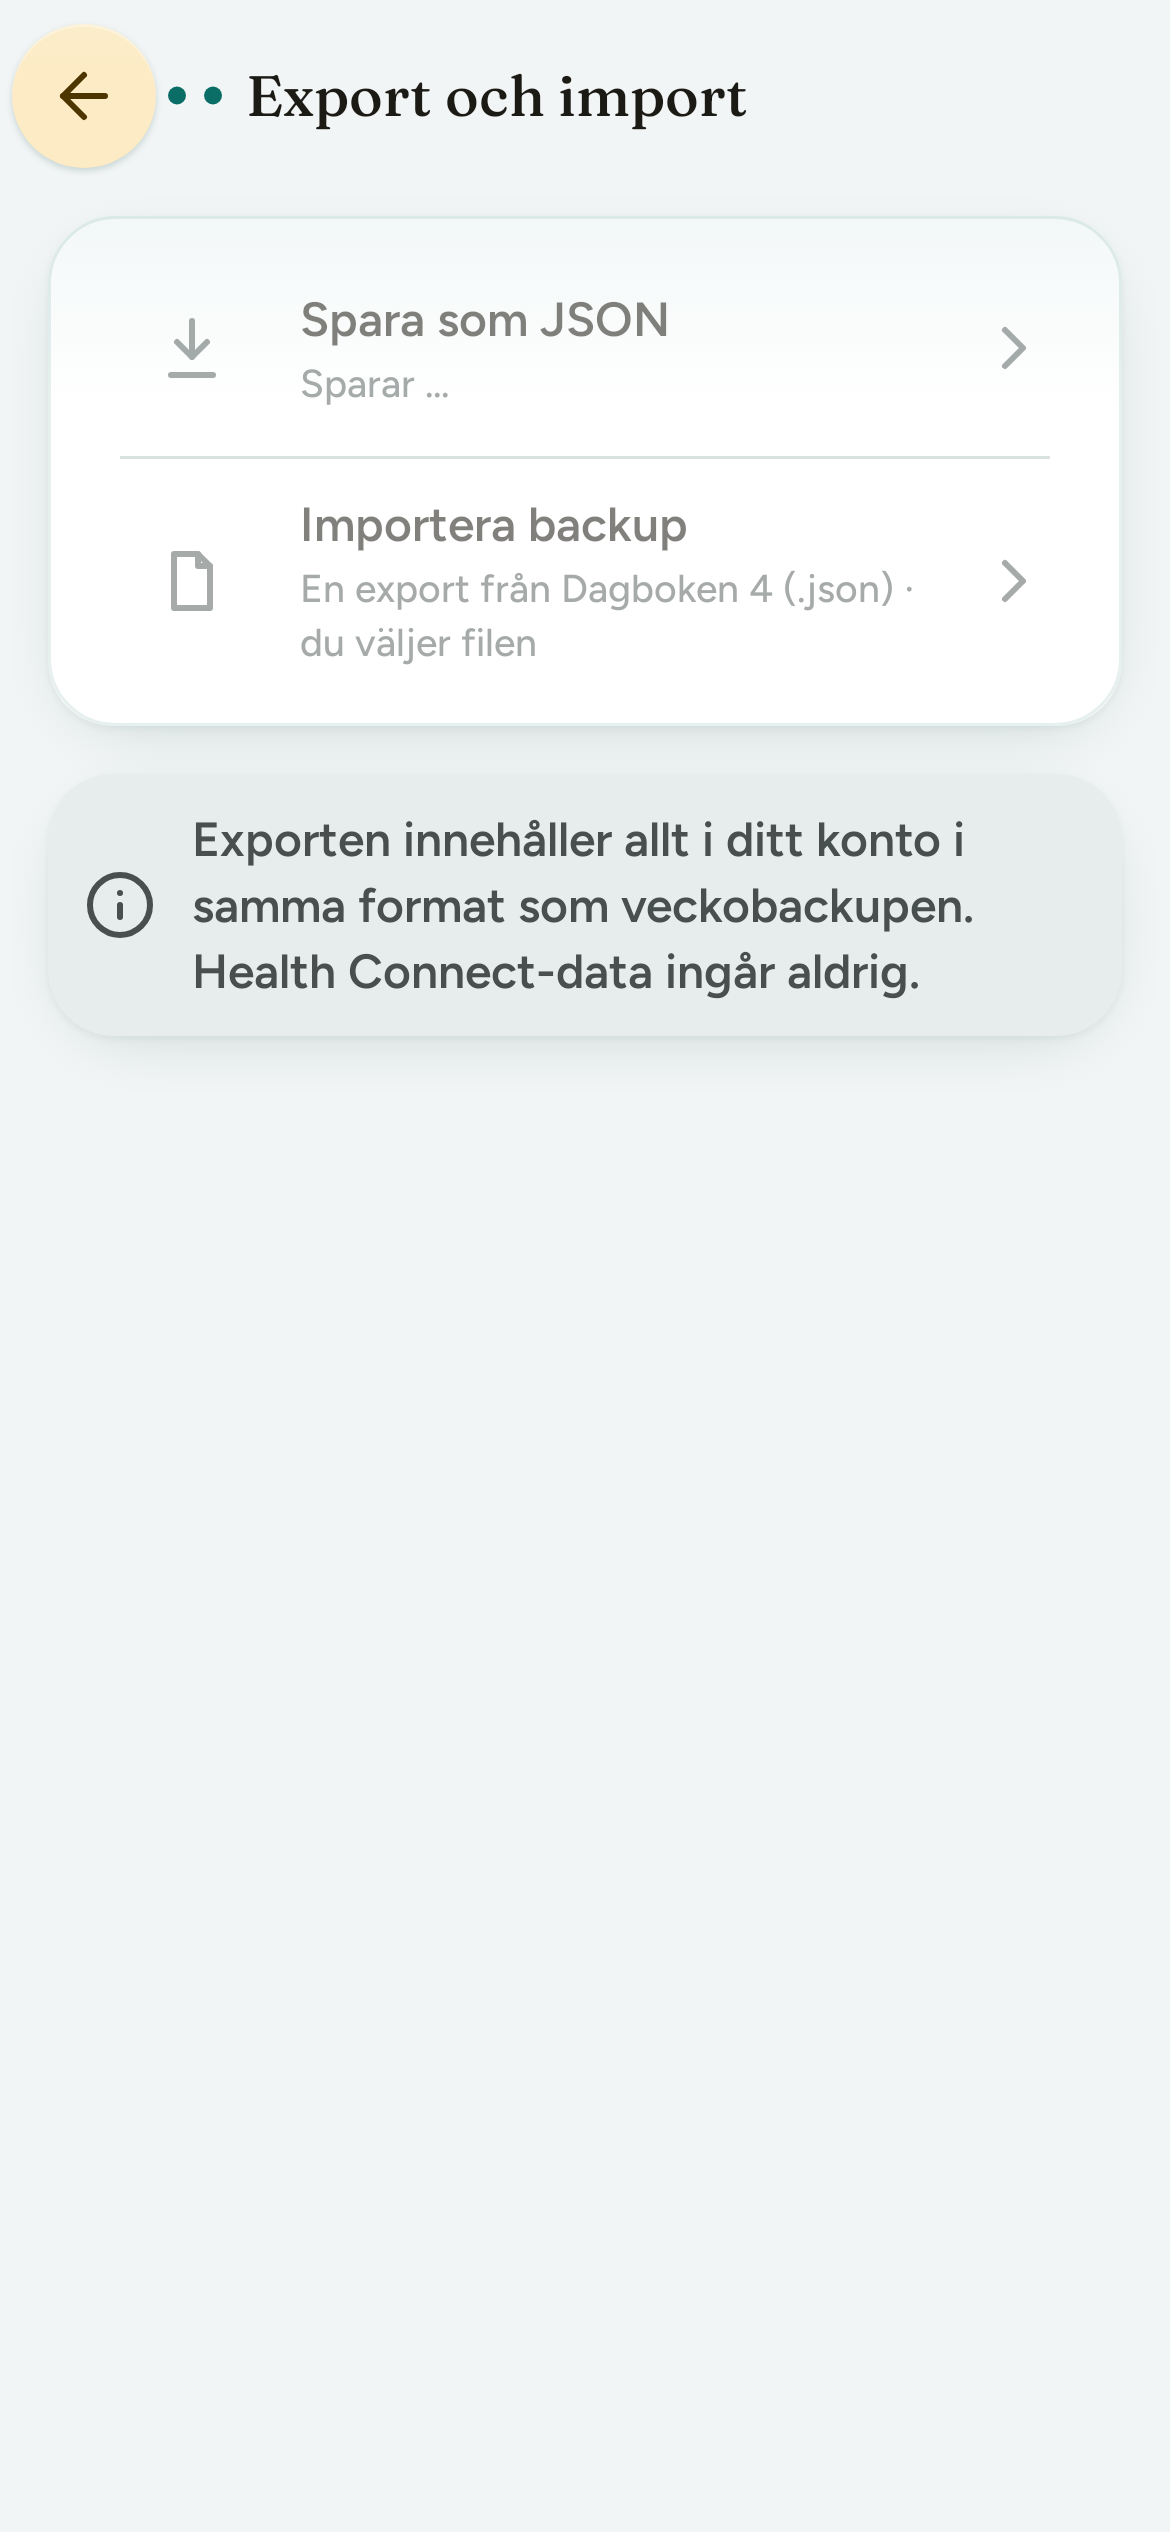 Export och import
Spara som JSON
Sparar ...
Importera backup
En export från Dagboken 4 (.json) ·
du väljer filen
Exporten innehåller allt i ditt konto i
samma format som veckobackupen.
Health Connect-data ingår aldrig.